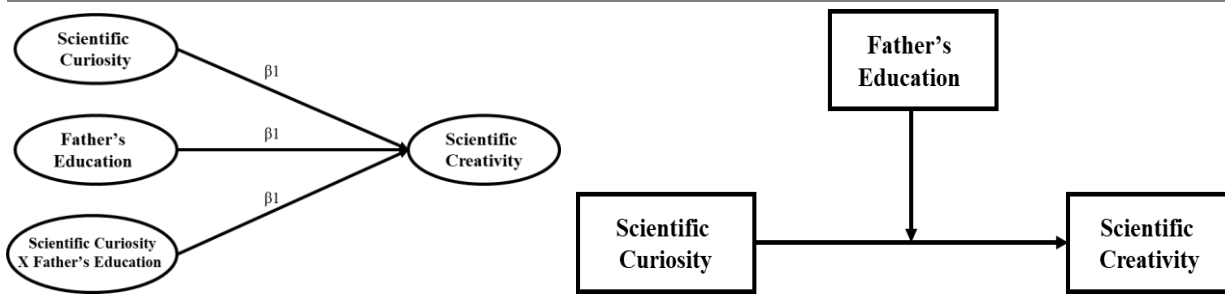 Scientific
Curiosity
β1
Father's
Education
β1
Scientific
Creativity
β1
Scientific Curiosity
X Father's Education
Father's
Education
Scientific
Curiosity
Scientific
Creativity